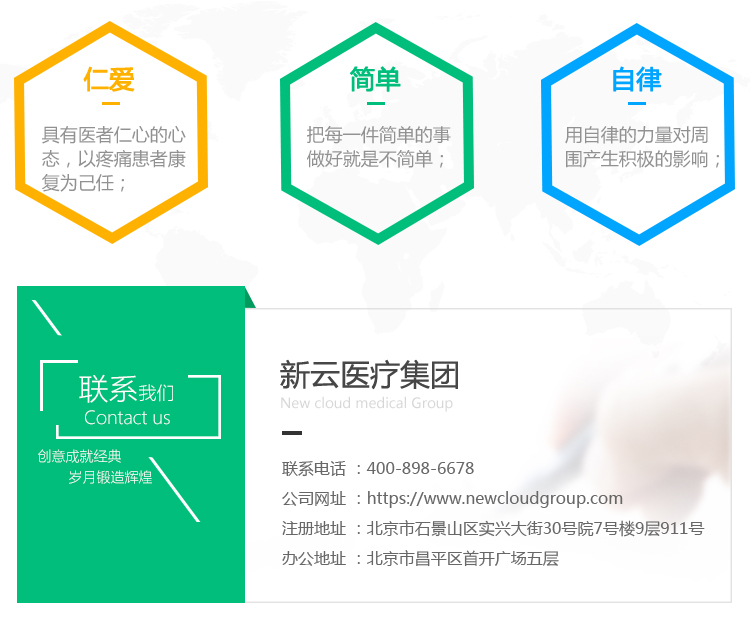 仁爱
具有医者仁心的心
态，以疼痛患者康
复为己任；
简单
把每一件简单的事
做好就是不简单；
自律
用自律的力量对周
围产生积极的影响；
联系我们
Contact us
创意成就经典
岁月锻造辉煌
新云医疗集团
New cloud medical Group
联系电话 ：400-898-6678
公司网址 ：https://www.newcloudgroup.com
注册地址 ：北京市石景山区实兴大街30号院7号楼9层911号
办公地址 ：北京市昌平区首开广场五层